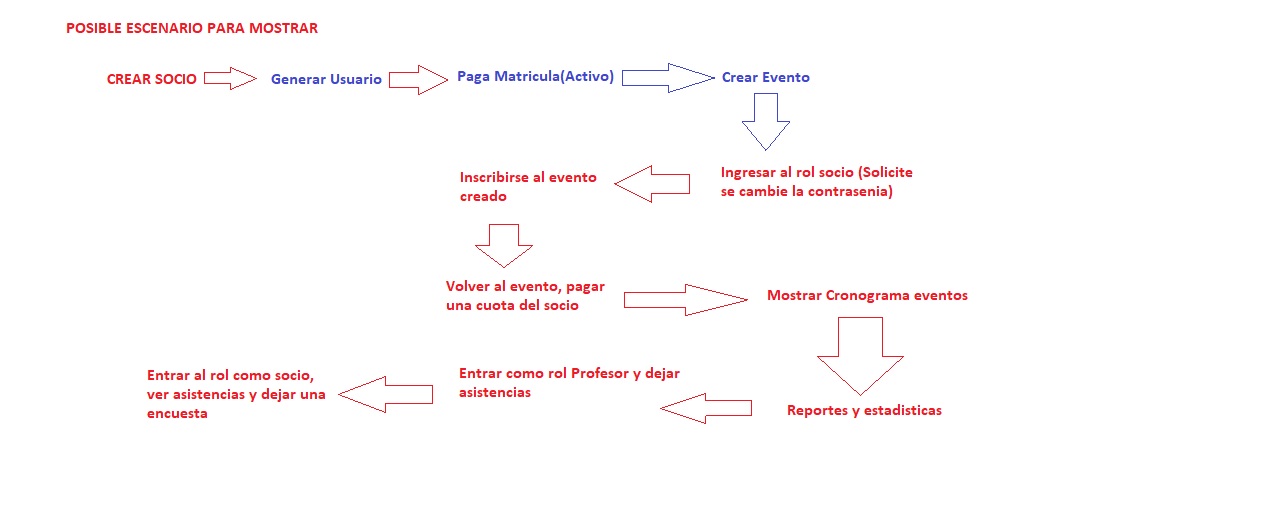 POSIBLE ESCENARIO PARA MOSTRAR
CREAR SOCIO
Generar Usuario
Paga Matricula(Activo)
Crear Evento
Ingresar al rol socio (Solicite
se cambie la contrasenia)
Inscribirse al evento
creado
Volver al evento, pagar
una cuota del socio
Mostrar Cronograma eventos
Reportes y estadisticas
Entrar como rol Profesor y dejar
asistencias
Entrar al rol como socio,
ver asistencias y dejar una
encuesta